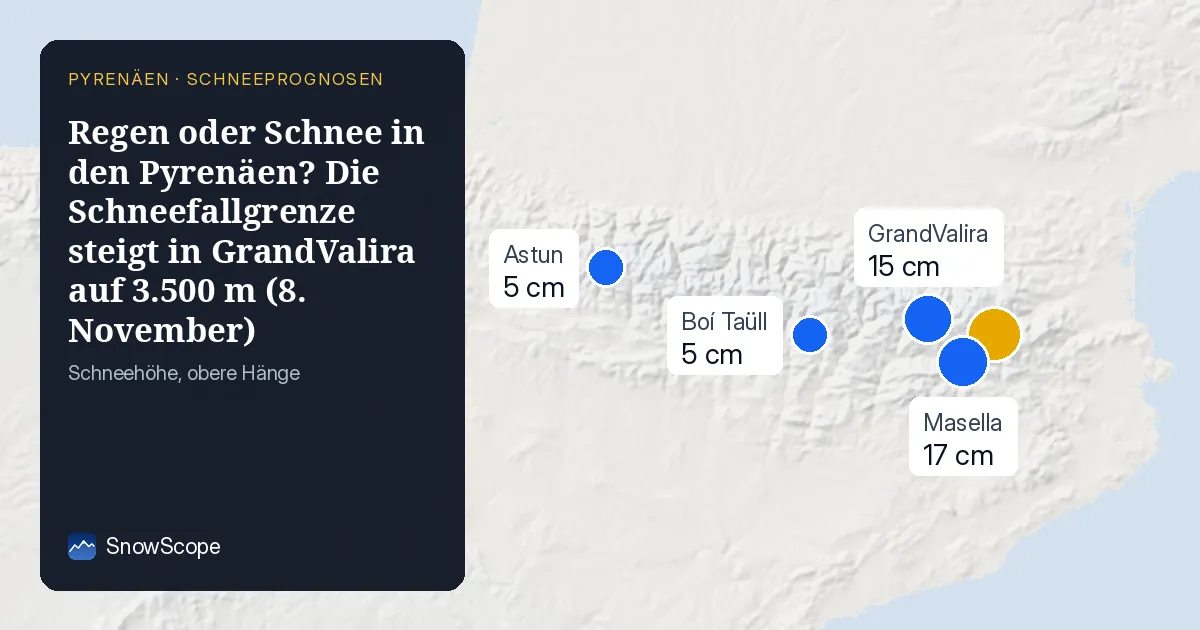 PYRENÄEN · SCHNEEPROGNOSEN
Regen oder Schnee in
den Pyrenäen? Die
Schneefallgrenze
steigt in GrandValira
auf 3.500 m (8.
November)
Schneehöhe, obere Hänge
SnowScope
Astun
5 cm
Boí Taüll
5 cm
GrandValira
15 cm
Masella
17 cm